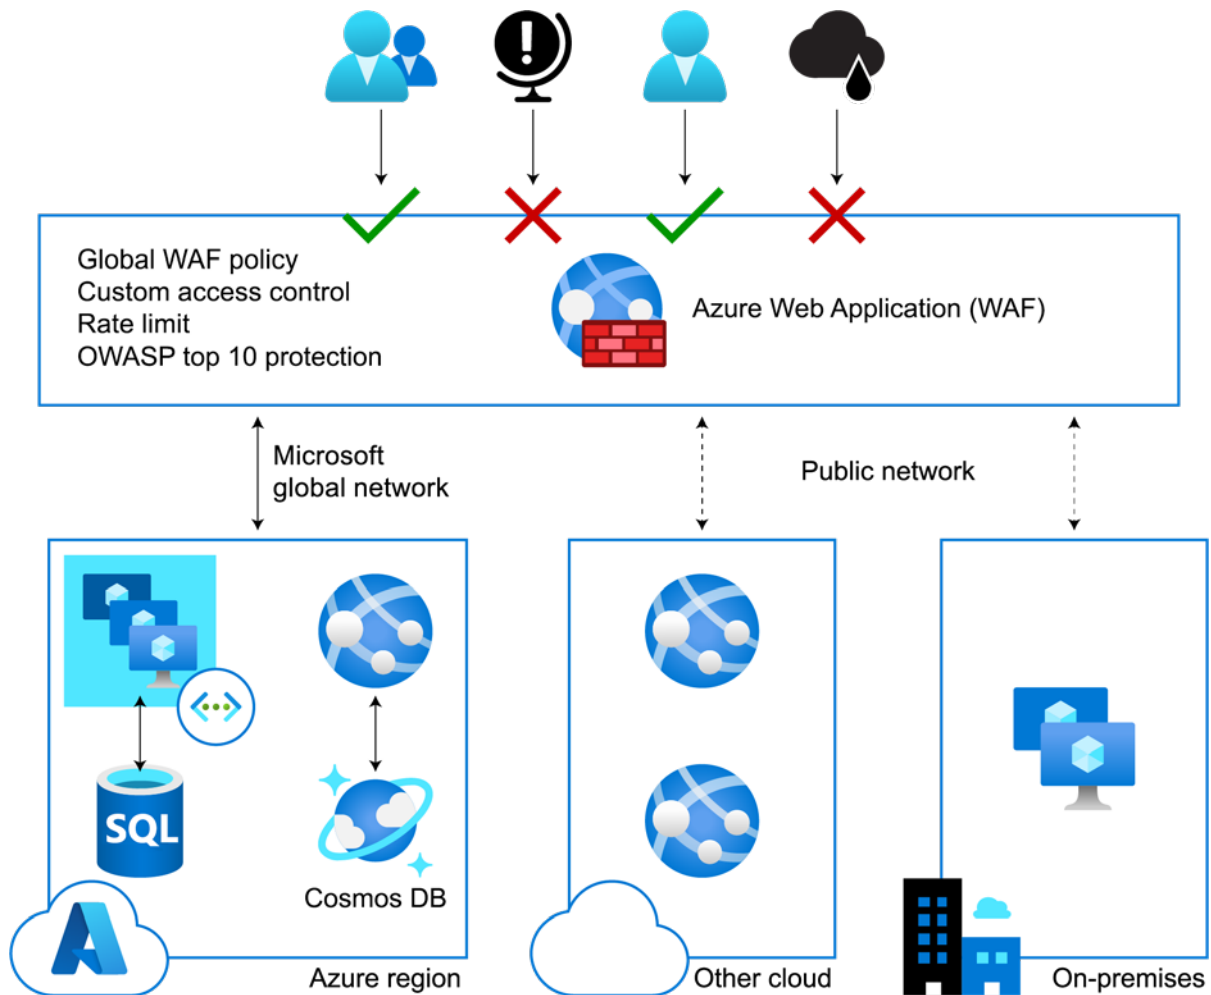 Global WAF policy
Custom access control
Rate limit
OWASP top 10 protection
Azure Web Application (WAF)
Microsoft
global network
Public network
SQL
Cosmos DB
Azure region
Other cloud
On-premises